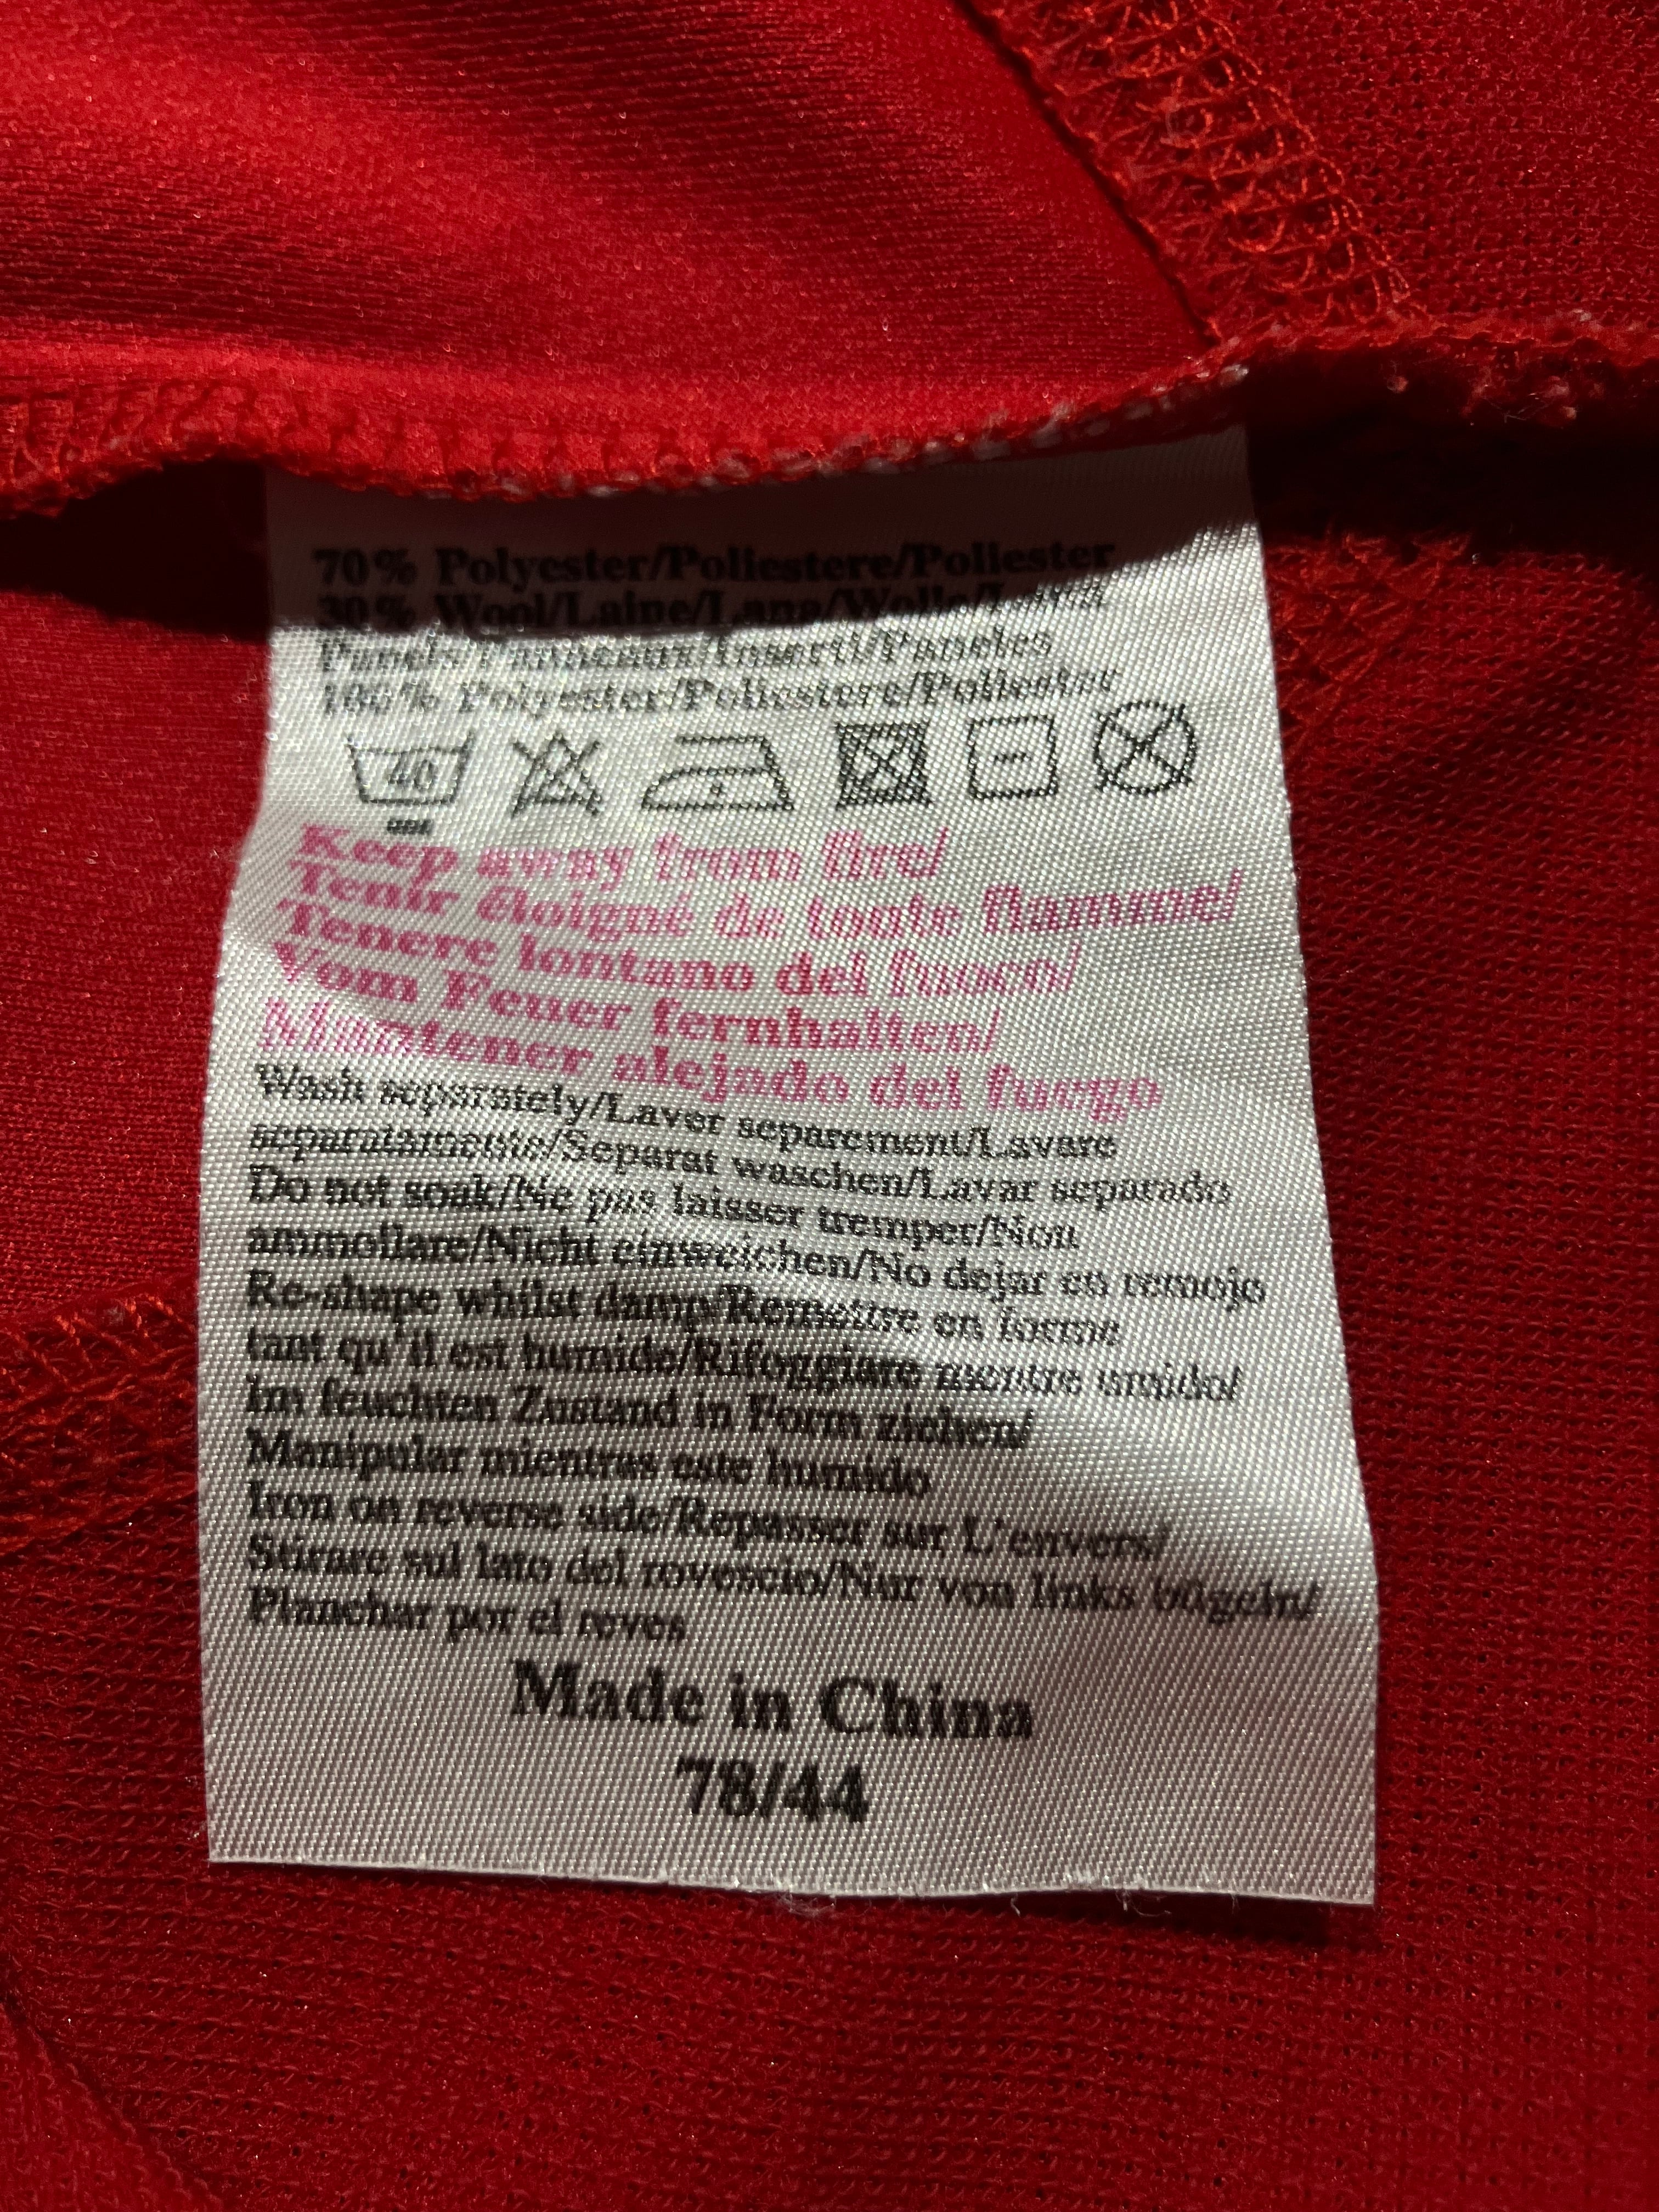 70% Polyester/Poliestere/Poliester
30% Wool/Laine/Lana/Wolle/Lana
Panels/Panneaux/Inserti/Paneles
100% Polyester/Poliestere/Poliester
40
Keep away from fire/
Tenir éloigné de toute flamme/
Tenere lontano del fuoco/
Vom Feuer fernhalten/
Mantener alejado del fuego
Wash separately/Laver separement/Lavare
separatamente/Separat waschen/Lavar separado
Do not soak/Ne pas laisser tremper/Non
ammollare/Nicht einweichen/No dejar en remojo
Re-shape whilst damp/Remettre en forme
tant qu'il est humide/Rifoggiare mentre umido/
Im feuchten Zustand in Form ziehen/
Manipular mientras este humido
Iron on reverse side/Repasser sur L'envers/
Stirare sul lato del rovescio/Nur von links bügeln/
Planchar por el reves
Made in China
78/44